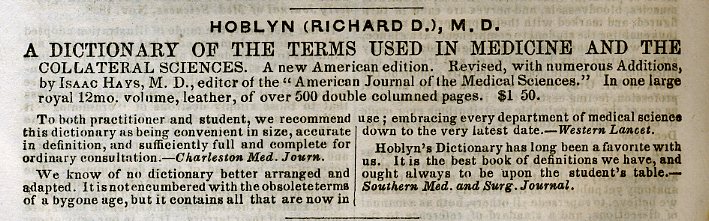 HOBLYN (RICHARD D.), M. D.
A DICTIONARY OF THE TERMS USED IN MEDICINE AND THE
COLLATERAL SCIENCES. A new American edition. Revised, with numerous Additions,
by ISAAC HAYS, M. D., editor of the "American Journal of the Medical Sciences." In one large
royal 12mo. volume, leather, of over 500 double columned pages. $1 50.
To both practitioner and student, we recommend
this dictionary as being convenient in size, accurate
in definition, and sufficiently full and complete for
ordinary consultation.—Charleston Med. Journ.
We know of no dictionary better arranged and
adapted. It is not encumbered with the obsolete terms
of a bygone age, but it contains all that are now in
use; embracing every department of medical science
down to the very latest date.—Western Lancet.
Hoblyn's Dictionary has long been a favorite with
us. It is the best book of definitions we have, and
ought always to be upon the student's table.—
Southern Med. and Surg. Journal.